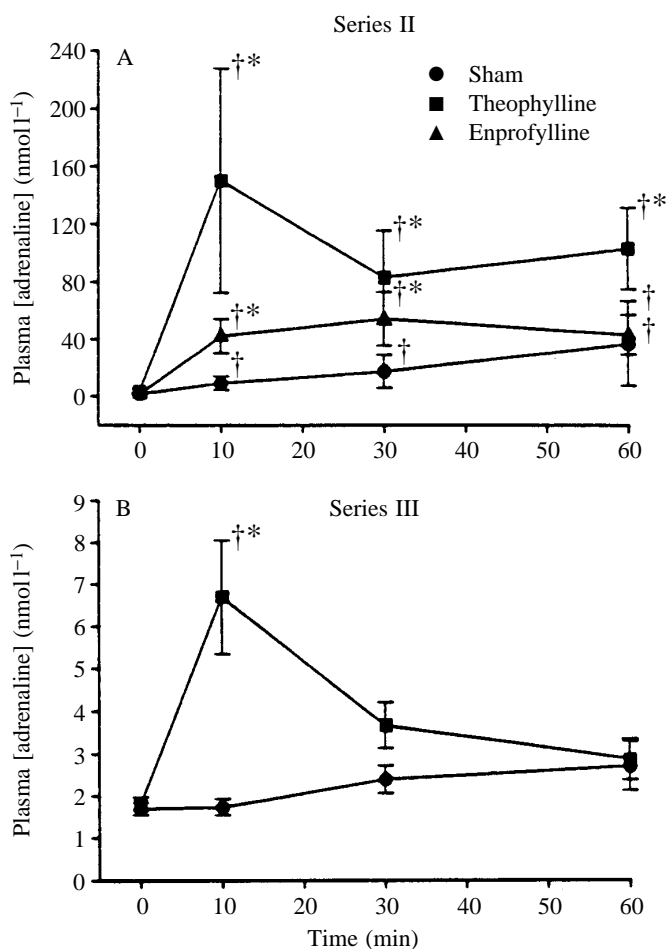 Series II
A
Sham
Theophylline
Enprofylline
Plasma [adrenaline] (nmol l⁻¹)
240
200
160
120
80
40
0
†*
†*
†*
†*
†*
†
†
†
†
0 10 20 30 40 50 60
B
Series III
Plasma [adrenaline] (nmol l⁻¹)
9
8
7
6
5
4
3
2
1
0
†*
0 10 20 30 40 50 60
Time (min)